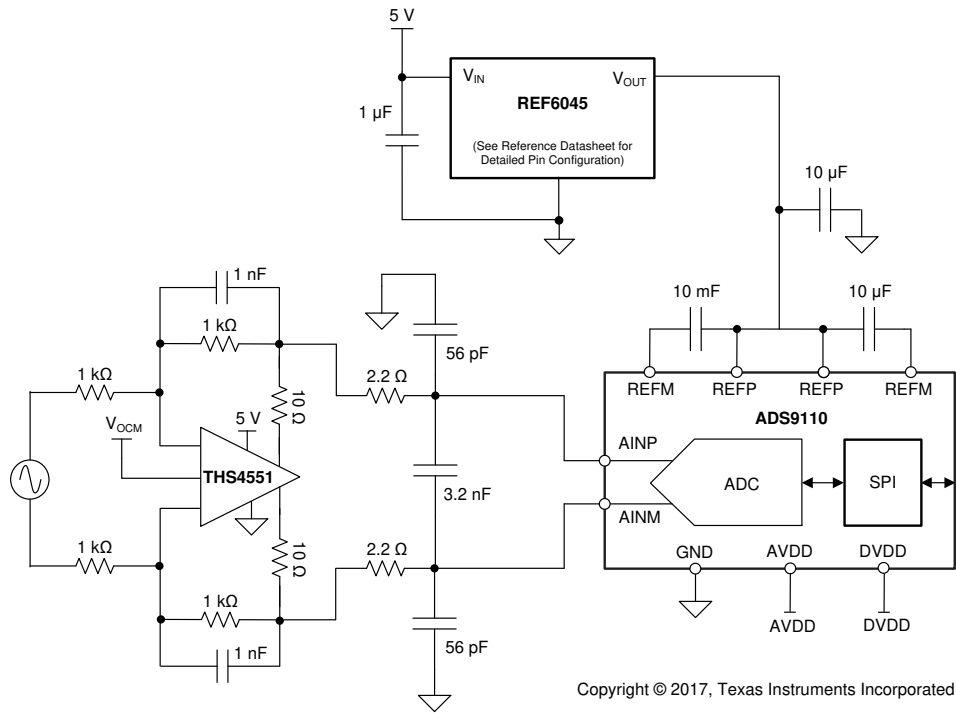 5 V
V_IN
V_OUT
REF6045
1 µF
(See Reference Datasheet for
Detailed Pin Configuration)
10 µF
1 nF
1 kΩ
10 mF
10 µF
56 pF
1 kΩ
2.2 Ω
REFM
REFP
REFP
REFM
10 Ω
ADS9110
V_OCM
5 V
AINP
THS4551
ADC
SPI
3.2 nF
AINM
1 kΩ
10 Ω
2.2 Ω
GND
AVDD
DVDD
1 kΩ
AVDD
DVDD
1 nF
56 pF
Copyright © 2017, Texas Instruments Incorporated